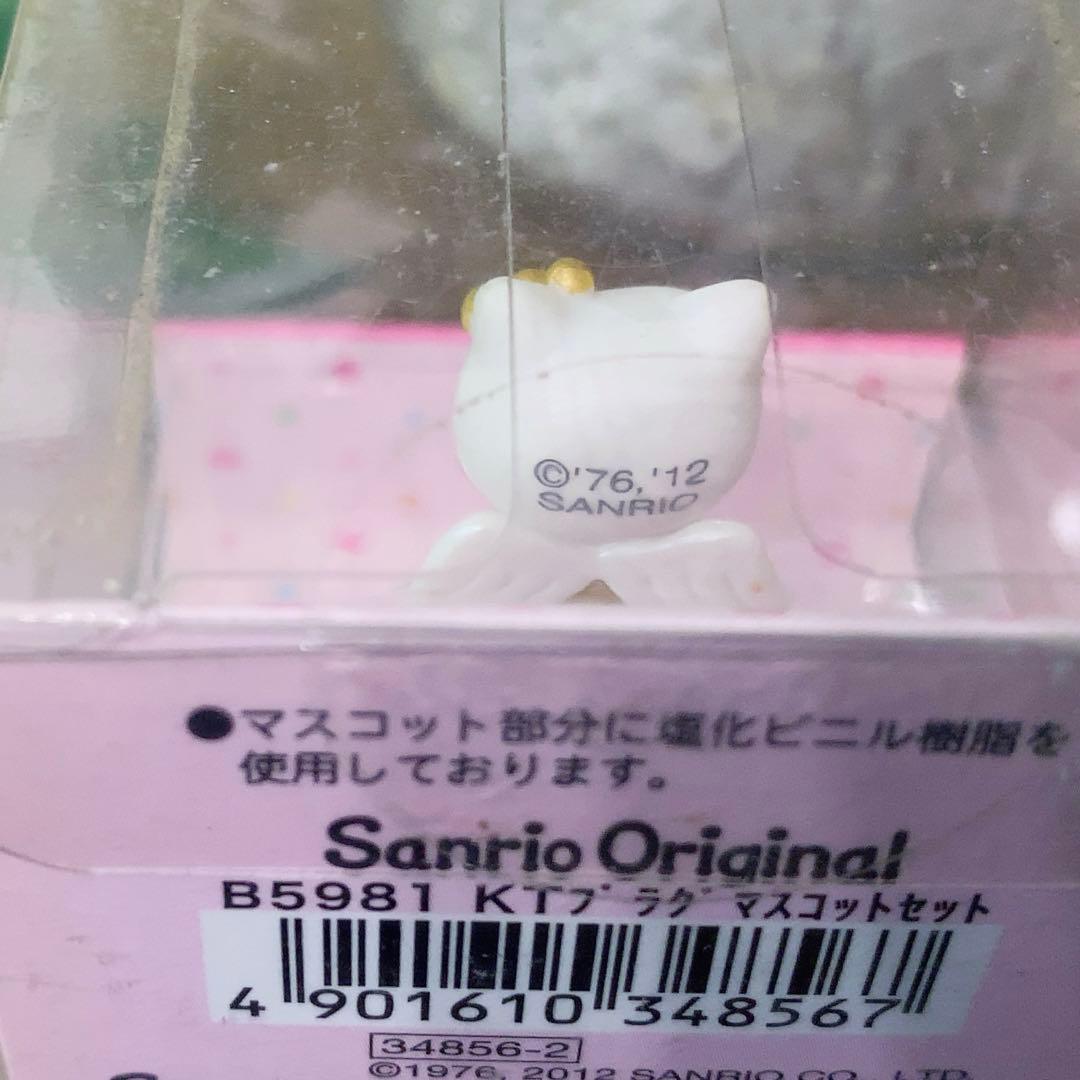 ©'76,'12
SANRIO
●マスコット部分に塩化ビニル樹脂を
使用しております。
Sanrio Original
B5981 KTプラグマスコットセット
4 901610 348567
34856-2
©1976, 2012 SANRIO CO., LTD.